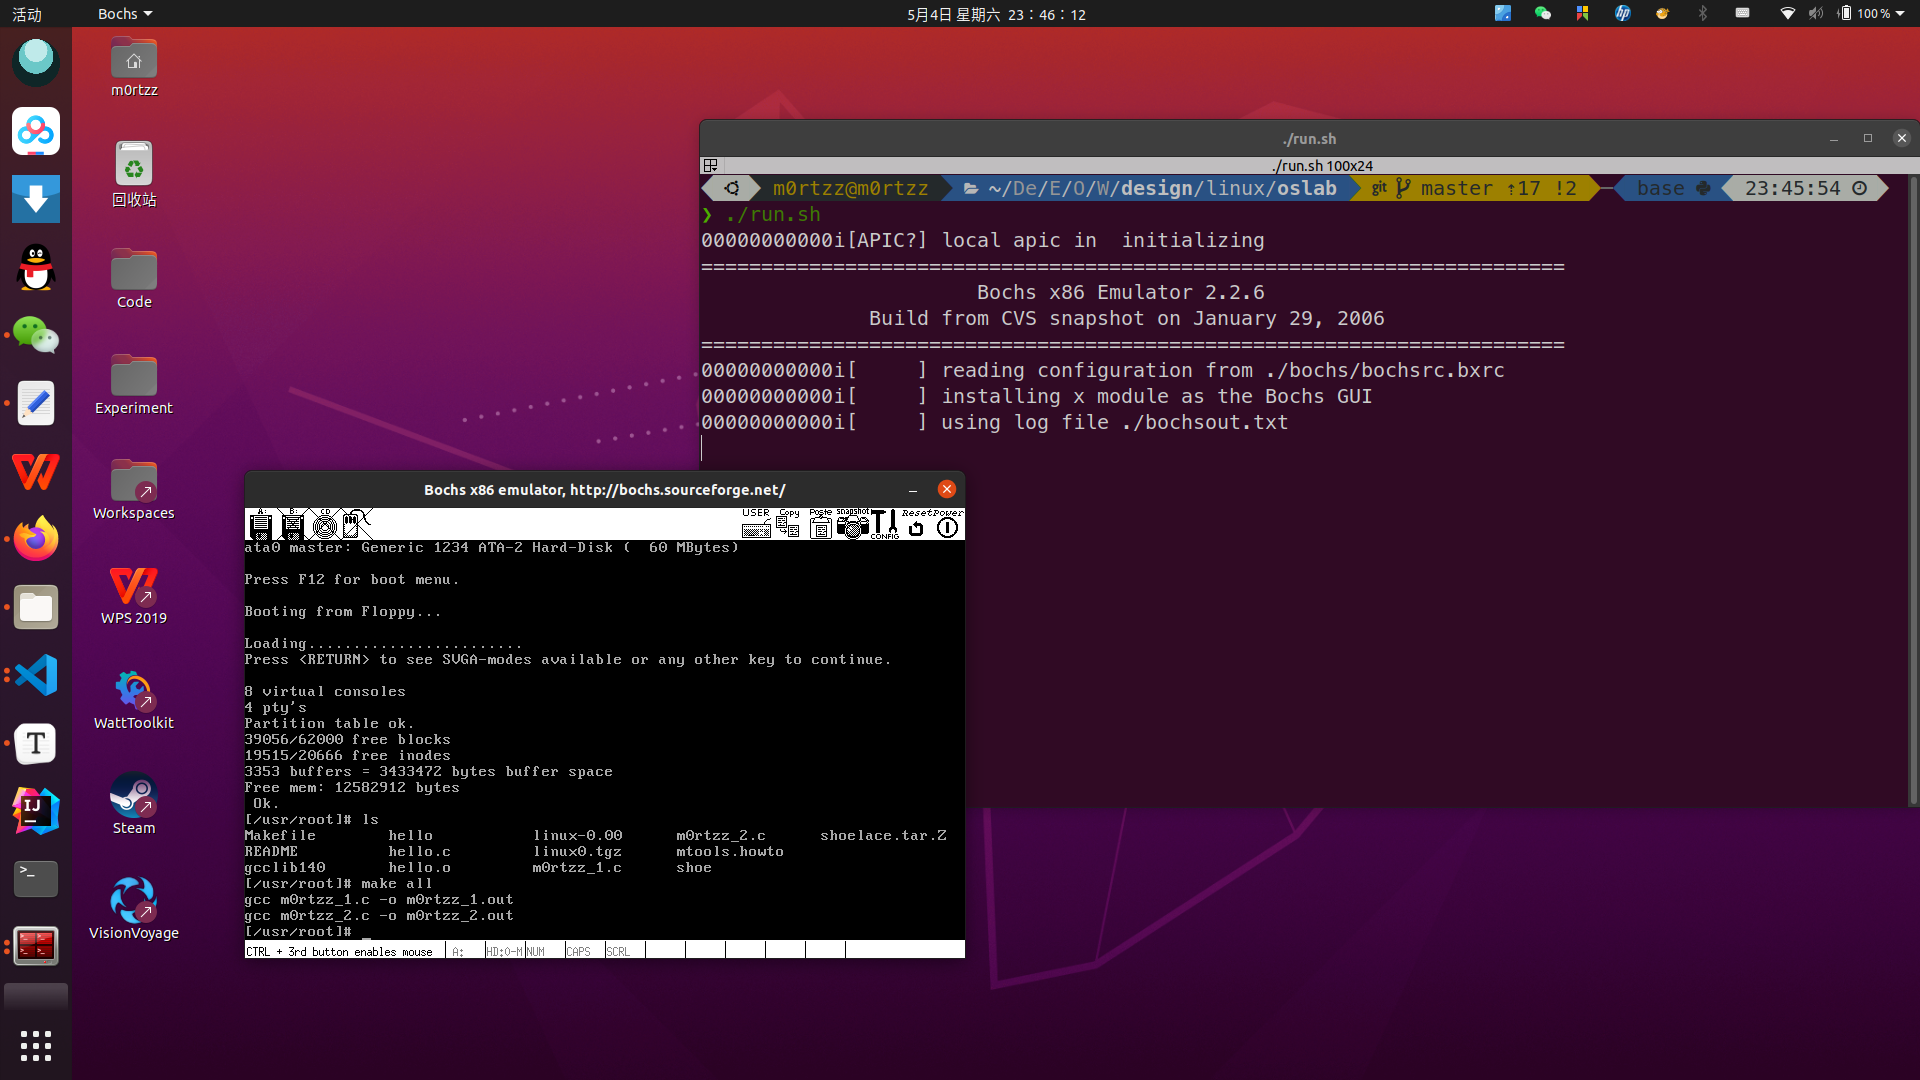 活动
Bochs
5月4日 星期六 23：46：12
100 %
m0rtzz
回收站
Code
Experiment
Workspaces
WPS 2019
WattToolkit
Steam
VisionVoyage
./run.sh
./run.sh 100x24
m0rtzz@m0rtzz ~/De/E/O/W/design/linux/oslab git master ⇡17 !2 base 23:45:54
❯ ./run.sh
00000000000i[APIC?] local apic in  initializing
========================================================================
Bochs x86 Emulator 2.2.6
Build from CVS snapshot on January 29, 2006
========================================================================
00000000000i[     ] reading configuration from ./bochs/bochsrc.bxrc
00000000000i[     ] installing x module as the Bochs GUI
00000000000i[     ] using log file ./bochsout.txt
Bochs x86 emulator, http://bochs.sourceforge.net/
A: B: CD USER Copy Paste Snapshot CONFIG Reset Power
ata0 master: Generic 1234 ATA-2 Hard-Disk (  60 MBytes)
Press F12 for boot menu.
Booting from Floppy...
Loading........................
Press <RETURN> to see SVGA-modes available or any other key to continue.
8 virtual consoles
4 pty's
Partition table ok.
39056/62000 free blocks
19515/20666 free inodes
3353 buffers = 3433472 bytes buffer space
Free mem: 12582912 bytes
Ok.
[/usr/root]# ls
Makefile        hello           linux-0.00      m0rtzz_2.c      shoelace.tar.Z
README          hello.c         linux0.tgz      mtools.howto
gcclib140       hello.o         m0rtzz_1.c      shoe
[/usr/root]# make all
gcc m0rtzz_1.c -o m0rtzz_1.out
gcc m0rtzz_2.c -o m0rtzz_2.out
[/usr/root]# _
CTRL + 3rd button enables mouse A: HD:0-M NUM CAPS SCRL